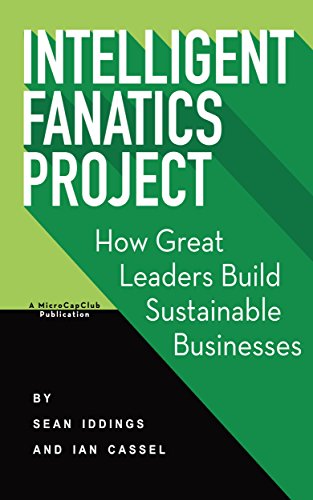 INTELLIGENT
FANATICS
PROJECT
How Great
Leaders Build
Sustainable
Businesses
A MicroCapClub
Publication
BY
SEAN IDDINGS
AND IAN CASSEL